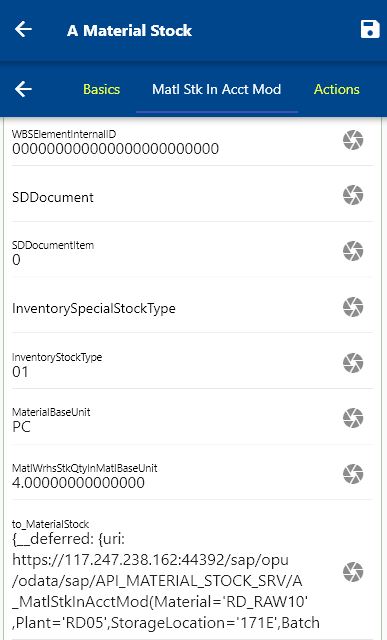 A Material Stock
Basics
Matl Stk In Acct Mod
Actions
WBSElementInternalID
000000000000000000000000
SDDocument
SDDocumentItem
0
InventorySpecialStockType
InventoryStockType
01
MaterialBaseUnit
PC
MatlWrhsStkQtyInMatlBaseUnit
4.00000000000000
to_MaterialStock
{__deferred: {uri:
https://117.247.238.162:44392/sap/opu
/odata/sap/API_MATERIAL_STOCK_SRV/A
_MatlStkInAcctMod(Material='RD_RAW10'
,Plant='RD05',StorageLocation='171E',Batch